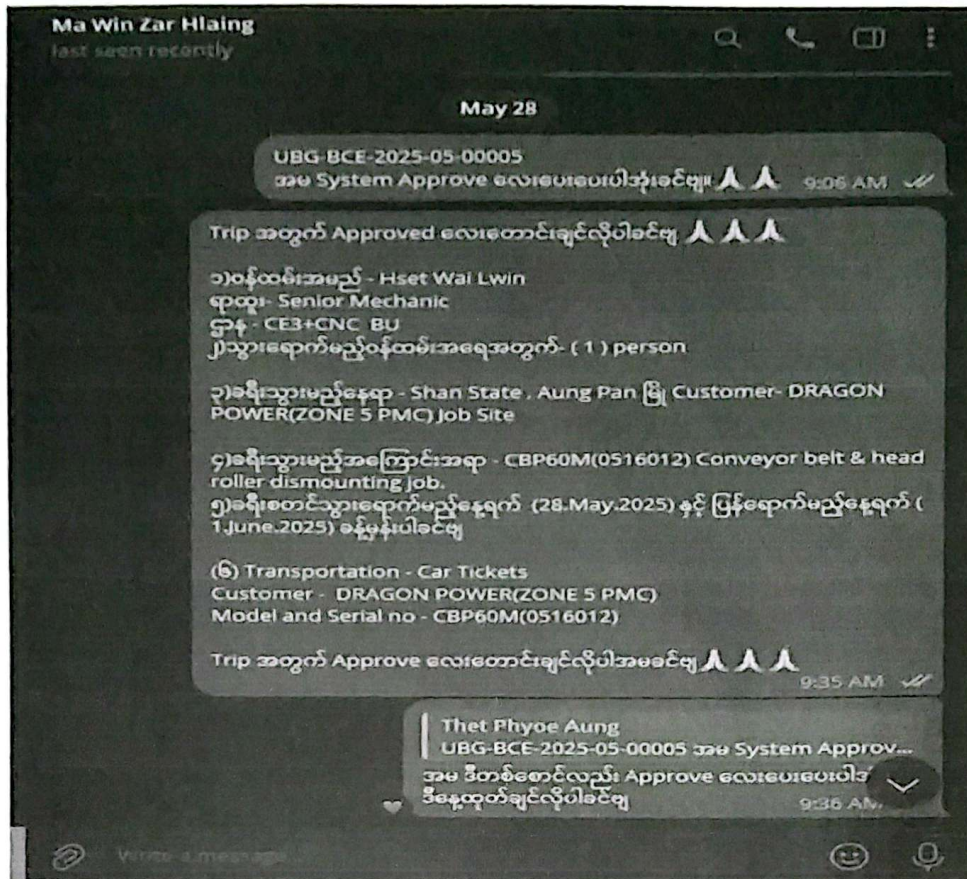 Ma Win Zar Hlaing
last seen recently
May 28
UBG-BCE-2025-05-00005
အမ System Approve လေးပေးပေးပါအုံးခင်ဗျ။ 🙏 🙏 9:06 AM
Trip အတွက် Approved လေးတောင်းချင်လိုပါခင်ဗျ 🙏 🙏 🙏
၁)ဝန်ထမ်းအမည် - Hset Wai Lwin
ရာထူး- Senior Mechanic
ဌာန - CE3+CNC BU
၂)သွားရောက်မည့်ဝန်ထမ်းအရေအတွက်- ( 1 ) person
၃)ခရီးသွားမည့်နေရာ - Shan State , Aung Pan မြို့ Customer- DRAGON
POWER(ZONE 5 PMC) Job Site
၄)ခရီးသွားမည့်အကြောင်းအရာ - CBP60M(0516012) Conveyor belt & head
roller dismounting job.
၅)ခရီးစတင်သွားရောက်မည့်နေ့ရက် (28.May.2025) နှင့် ပြန်ရောက်မည့်နေ့ရက် (
1.June.2025) ခန့်မှန်းပါခင်ဗျ
(၆) Transportation - Car Tickets
Customer - DRAGON POWER(ZONE 5 PMC)
Model and Serial no - CBP60M(0516012)
Trip အတွက် Approve လေးတောင်းချင်လိုပါအမခင်ဗျ 🙏 🙏 🙏
9:35 AM
Thet Phyoe Aung
UBG-BCE-2025-05-00005 အမ System Approv...
အမ ဒီတစ်စောင်လည်း Approve လေးပေးပေးပါ
ဒီနေ့ထုတ်ချင်လိုပါခင်ဗျ 9:36 AM
Write a message...